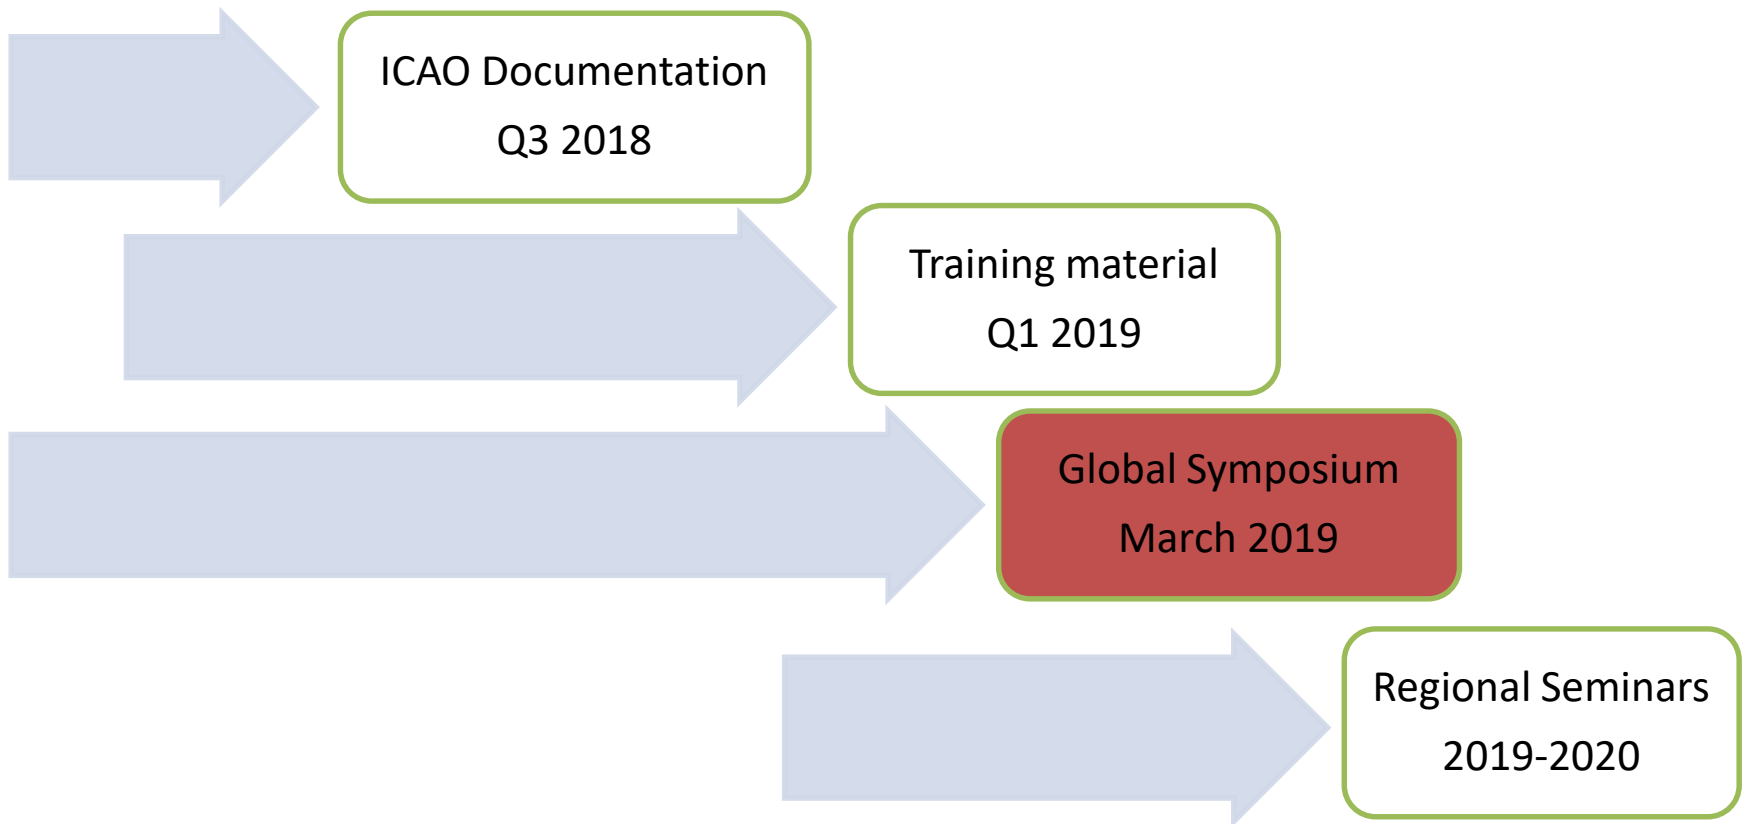 ICAO Documentation
Q3 2018
Training material
Q1 2019
Global Symposium
March 2019
Regional Seminars
2019-2020